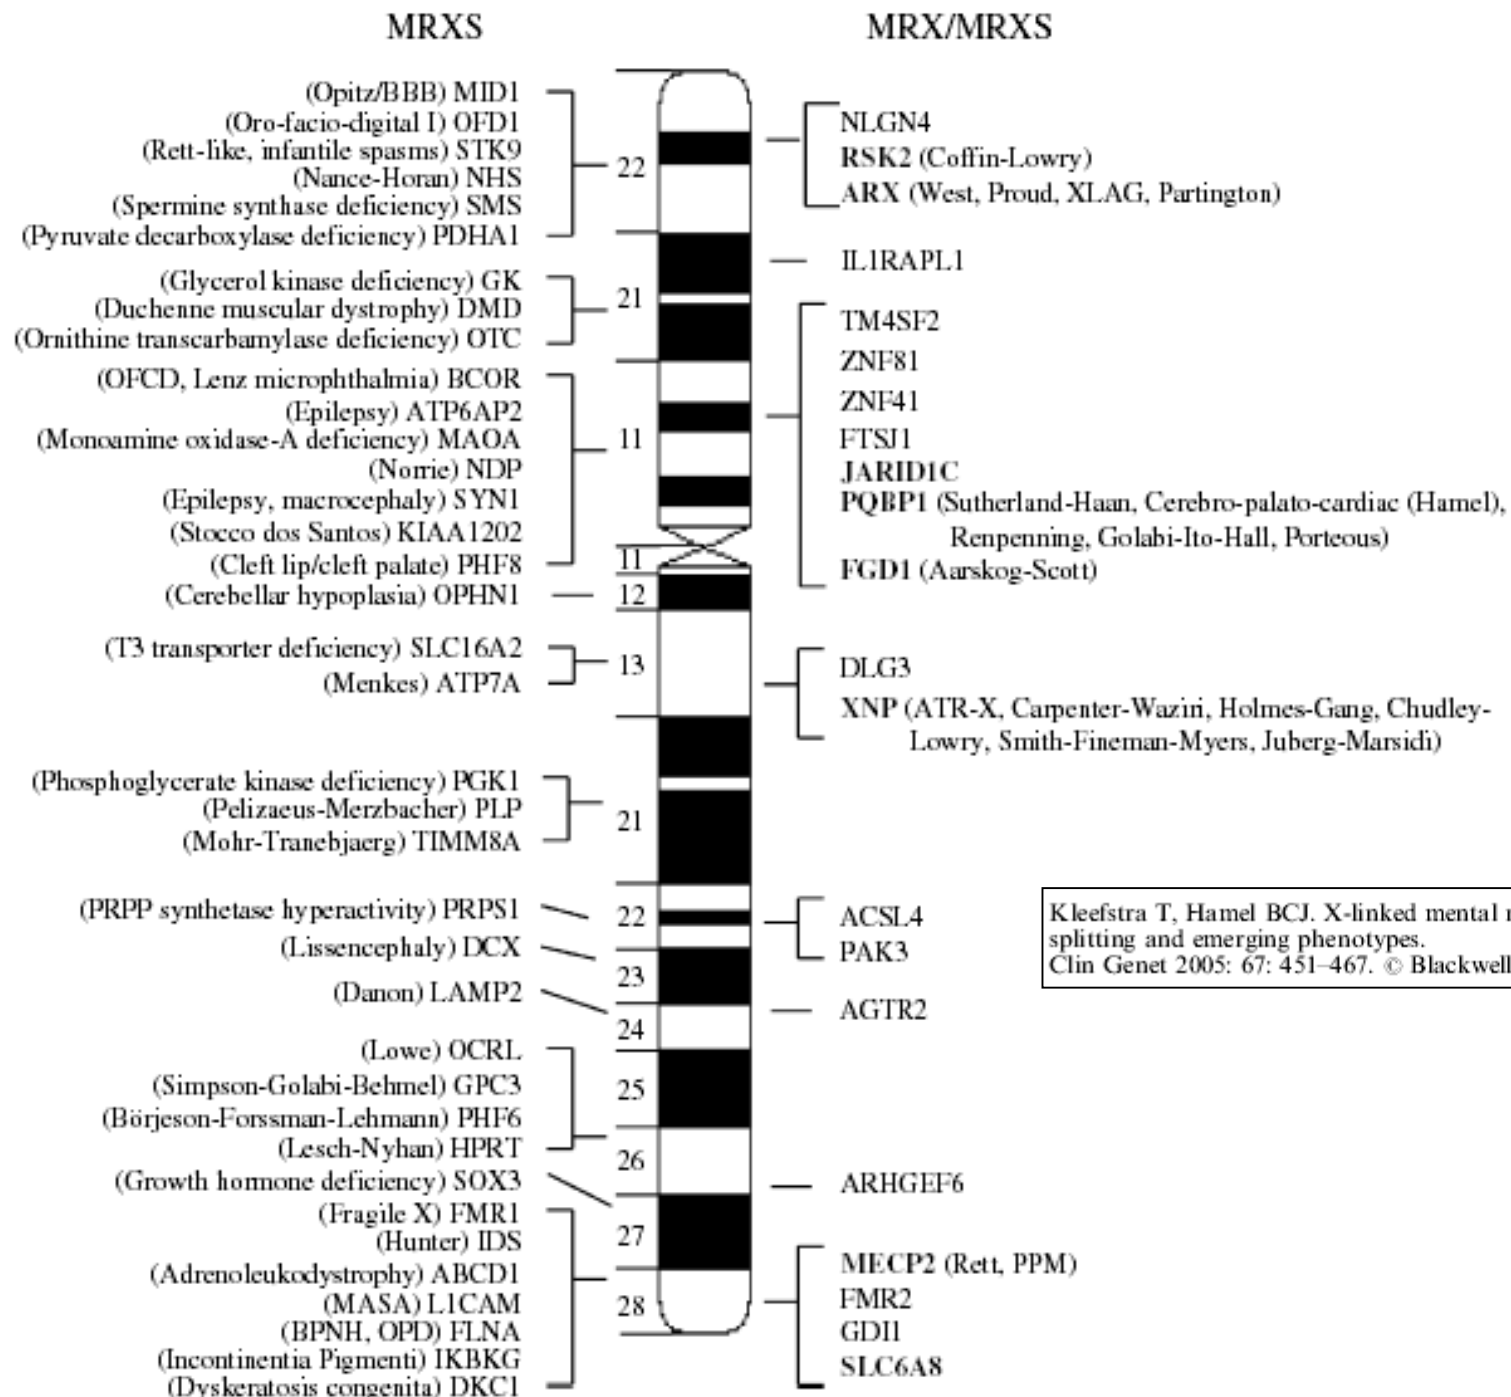 MRXS
MRX/MRXS
(Opitz/BBB) MID1
(Oro-facio-digital I) OFD1
(Rett-like, infantile spasms) STK9
(Nance-Horan) NHS
(Spermine synthase deficiency) SMS
(Pyruvate decarboxylase deficiency) PDHA1
(Glycerol kinase deficiency) GK
(Duchenne muscular dystrophy) DMD
(Ornithine transcarbamylase deficiency) OTC
(OFCD, Lenz microphthalmia) BCOR
(Epilepsy) ATP6AP2
(Monoamine oxidase-A deficiency) MAOA
(Norrie) NDP
(Epilepsy, macrocephaly) SYN1
(Stocco dos Santos) KIAA1202
(Cleft lip/cleft palate) PHF8
(Cerebellar hypoplasia) OPHN1
(T3 transporter deficiency) SLC16A2
(Menkes) ATP7A
(Phosphoglycerate kinase deficiency) PGK1
(Pelizaeus-Merzbacher) PLP
(Mohr-Tranebjaerg) TIMM8A
(PRPP synthetase hyperactivity) PRPS1
(Lissencephaly) DCX
(Danon) LAMP2
(Lowe) OCRL
(Simpson-Golabi-Behmel) GPC3
(Börjeson-Forssman-Lehmann) PHF6
(Lesch-Nyhan) HPRT
(Growth hormone deficiency) SOX3
(Fragile X) FMR1
(Hunter) IDS
(Adrenoleukodystrophy) ABCD1
(MASA) L1CAM
(BPNH, OPD) FLNA
(Incontinentia Pigmenti) IKBKG
(Dyskeratosis congenita) DKC1
22
21
11
11
12
13
21
22
23
24
25
26
27
28
NLGN4
RSK2 (Coffin-Lowry)
ARX (West, Proud, XLAG, Partington)
IL1RAPL1
TM4SF2
ZNF81
ZNF41
FTSJ1
JARID1C
PQBP1 (Sutherland-Haan, Cerebro-palato-cardiac (Hamel),
Renpenning, Golabi-Ito-Hall, Porteous)
FGD1 (Aarskog-Scott)
DLG3
XNP (ATR-X, Carpenter-Waziri, Holmes-Gang, Chudley-
Lowry, Smith-Fineman-Myers, Juberg-Marsidi)
ACSL4
PAK3
AGTR2
ARHGEF6
MECP2 (Rett, PPM)
FMR2
GDI1
SLC6A8
Kleefstra T, Hamel BCJ. X-linked mental
splitting and emerging phenotypes.
Clin Genet 2005: 67: 451–467. © Blackwell